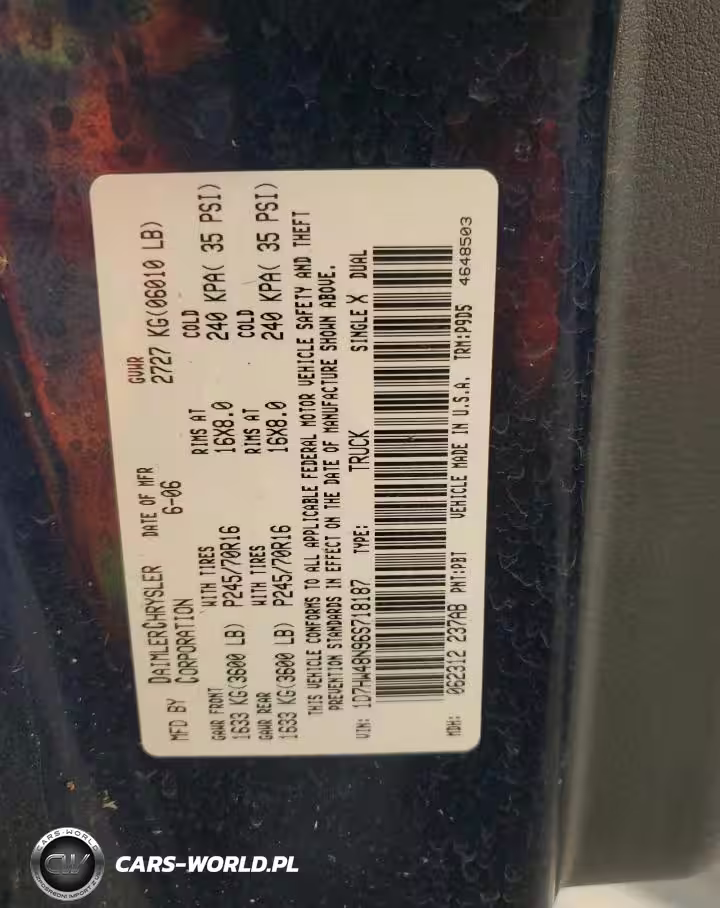 MFD BY DAIMLERCHRYSLER CORPORATION DATE OF MFR 6-06 GVWR 2727 KG(06010 LB)
GAWR FRONT WITH TIRES RIMS AT COLD
1633 KG(3600 LB) P245/70R16 16X8.0 240 KPA( 35 PSI)
GAWR REAR WITH TIRES RIMS AT COLD
1633 KG(3600 LB) P245/70R16 16X8.0 240 KPA( 35 PSI)
THIS VEHICLE CONFORMS TO ALL APPLICABLE FEDERAL MOTOR VEHICLE SAFETY AND THEFT
PREVENTION STANDARDS IN EFFECT ON THE DATE OF MANUFACTURE SHOWN ABOVE.
VIN: 1D7HW48N96S718187 TYPE: TRUCK SINGLE X DUAL
MDH: 062312 237AB PNT:PBT VEHICLE MADE IN U.S.A. TRM:P9D5 4648503
CARS-WORLD
CW
CARS-WORLD.PL